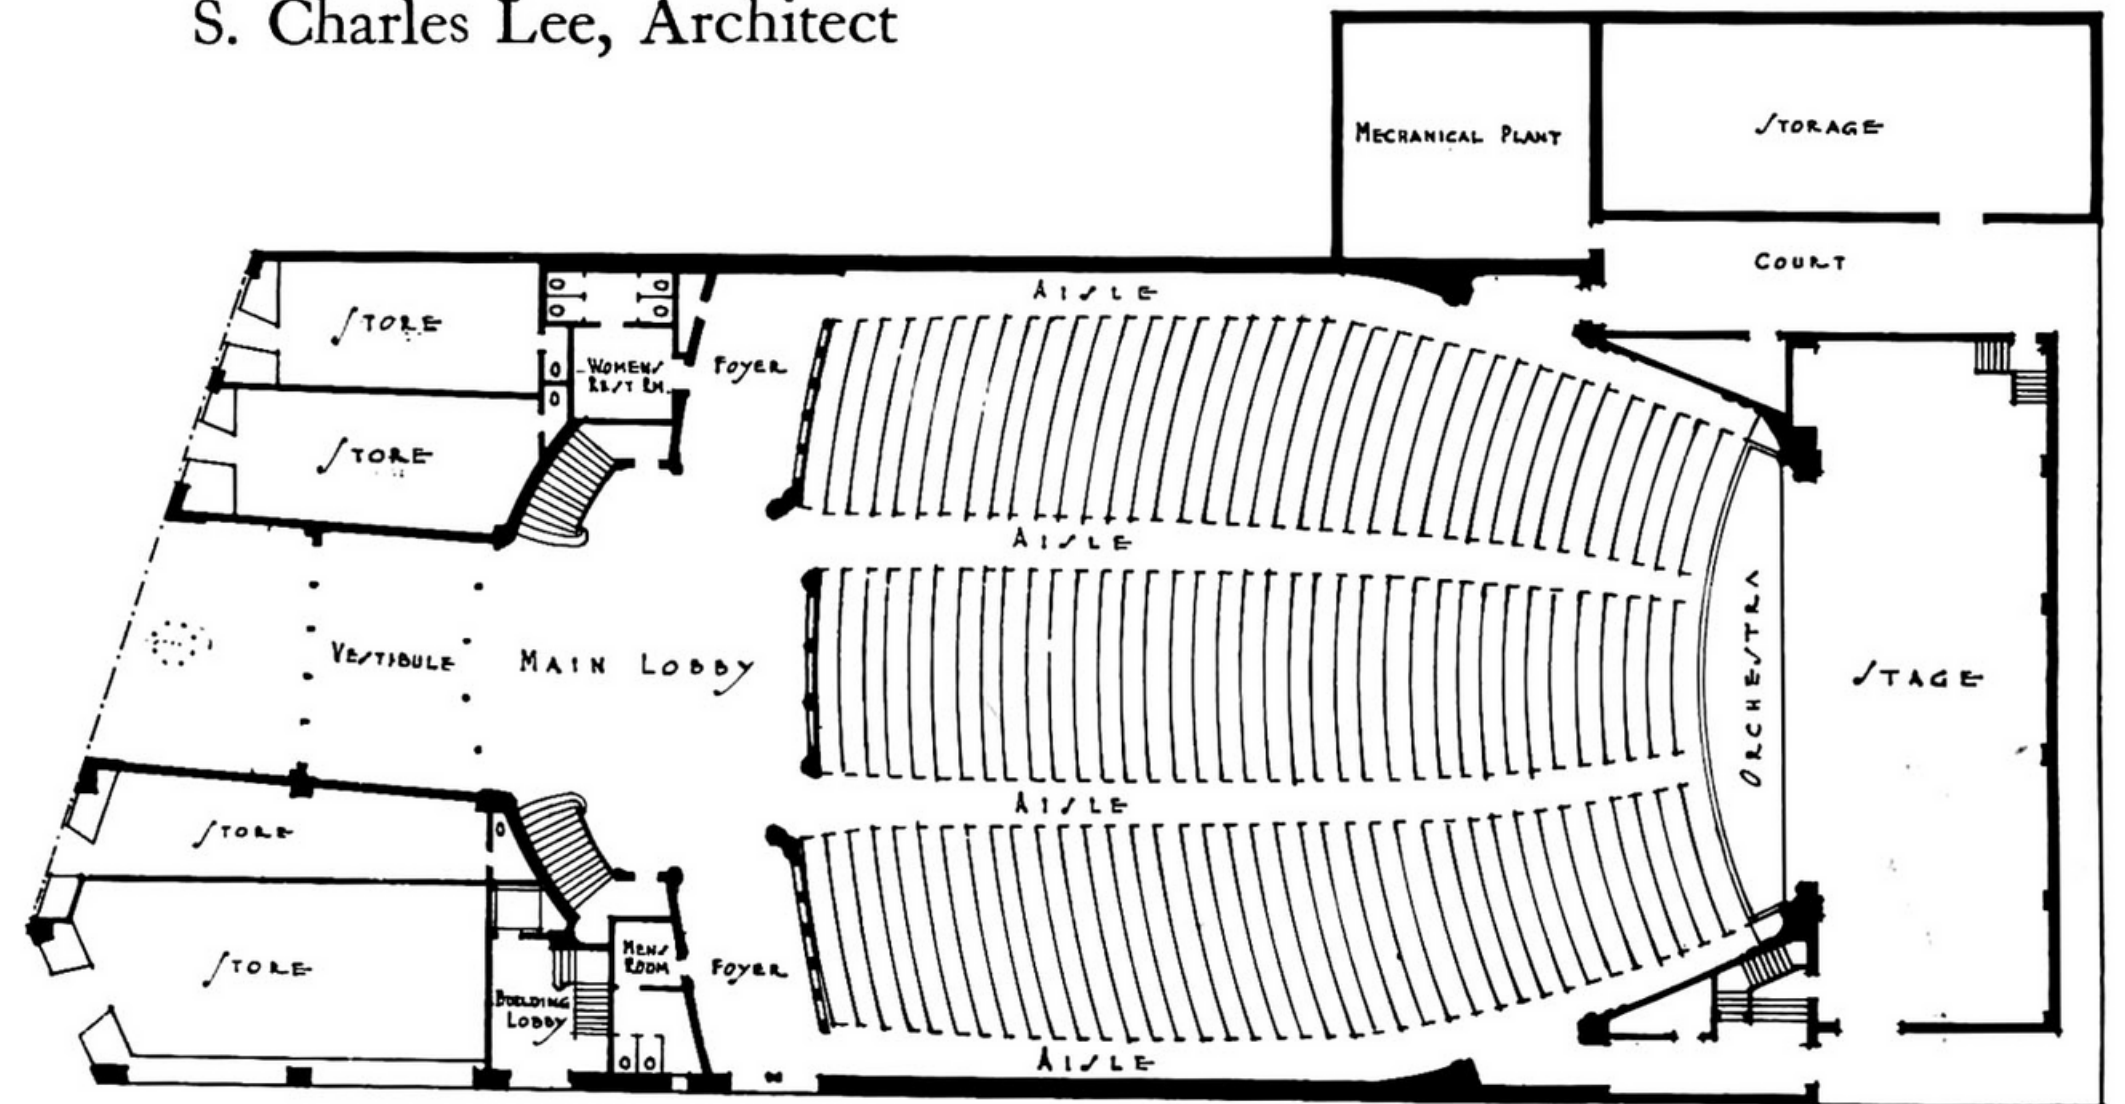 S. Charles Lee, Architect
MECHANICAL PLANT
STORAGE
COURT
AISLE
STORE
WOMENS
REST RM.
FOYER
STORE
AISLE
VESTIBULE
MAIN LOBBY
ORCHESTRA
STAGE
AISLE
STORE
STORE
MENS
ROOM
FOYER
BUILDING
LOBBY
AISLE